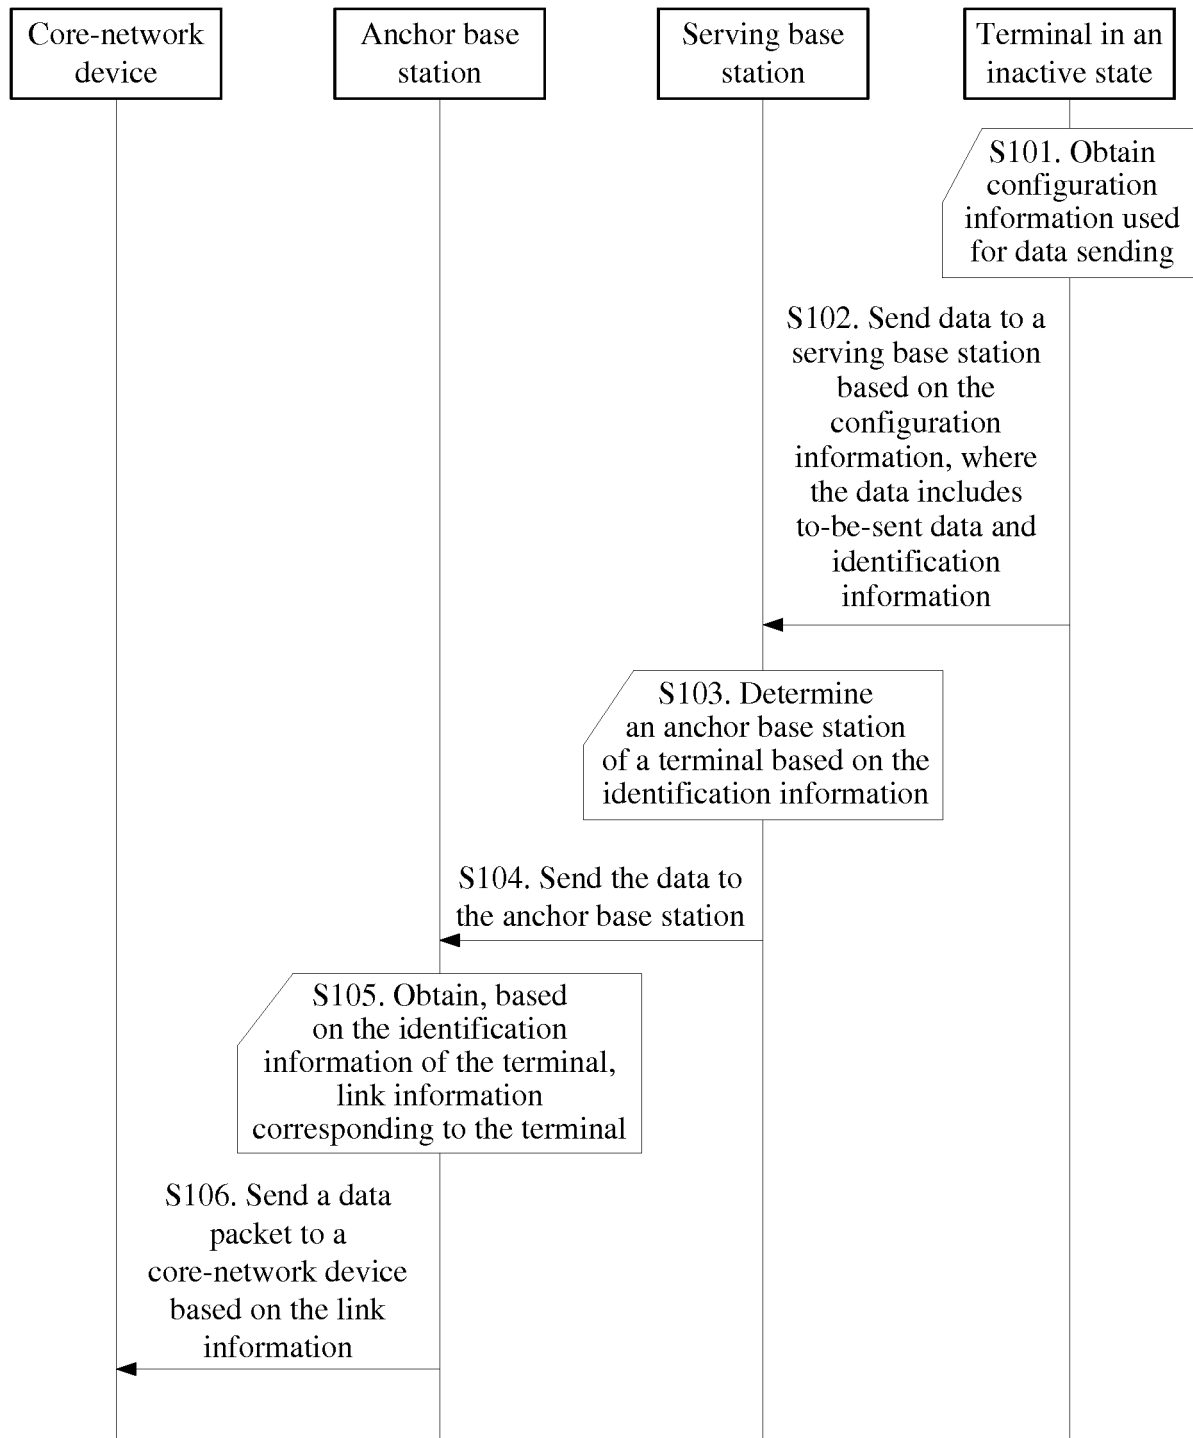 Core-network
device
Anchor base
station
Serving base
station
Terminal in an
inactive state
S101. Obtain
configuration
information used
for data sending
S102. Send data to a
serving base station
based on the
configuration
information, where
the data includes
to-be-sent data and
identification
information
S103. Determine
an anchor base station
of a terminal based on the
identification information
S104. Send the data to
the anchor base station
S105. Obtain, based
on the identification
information of the terminal,
link information
corresponding to the terminal
S106. Send a data
packet to a
core-network device
based on the link
information